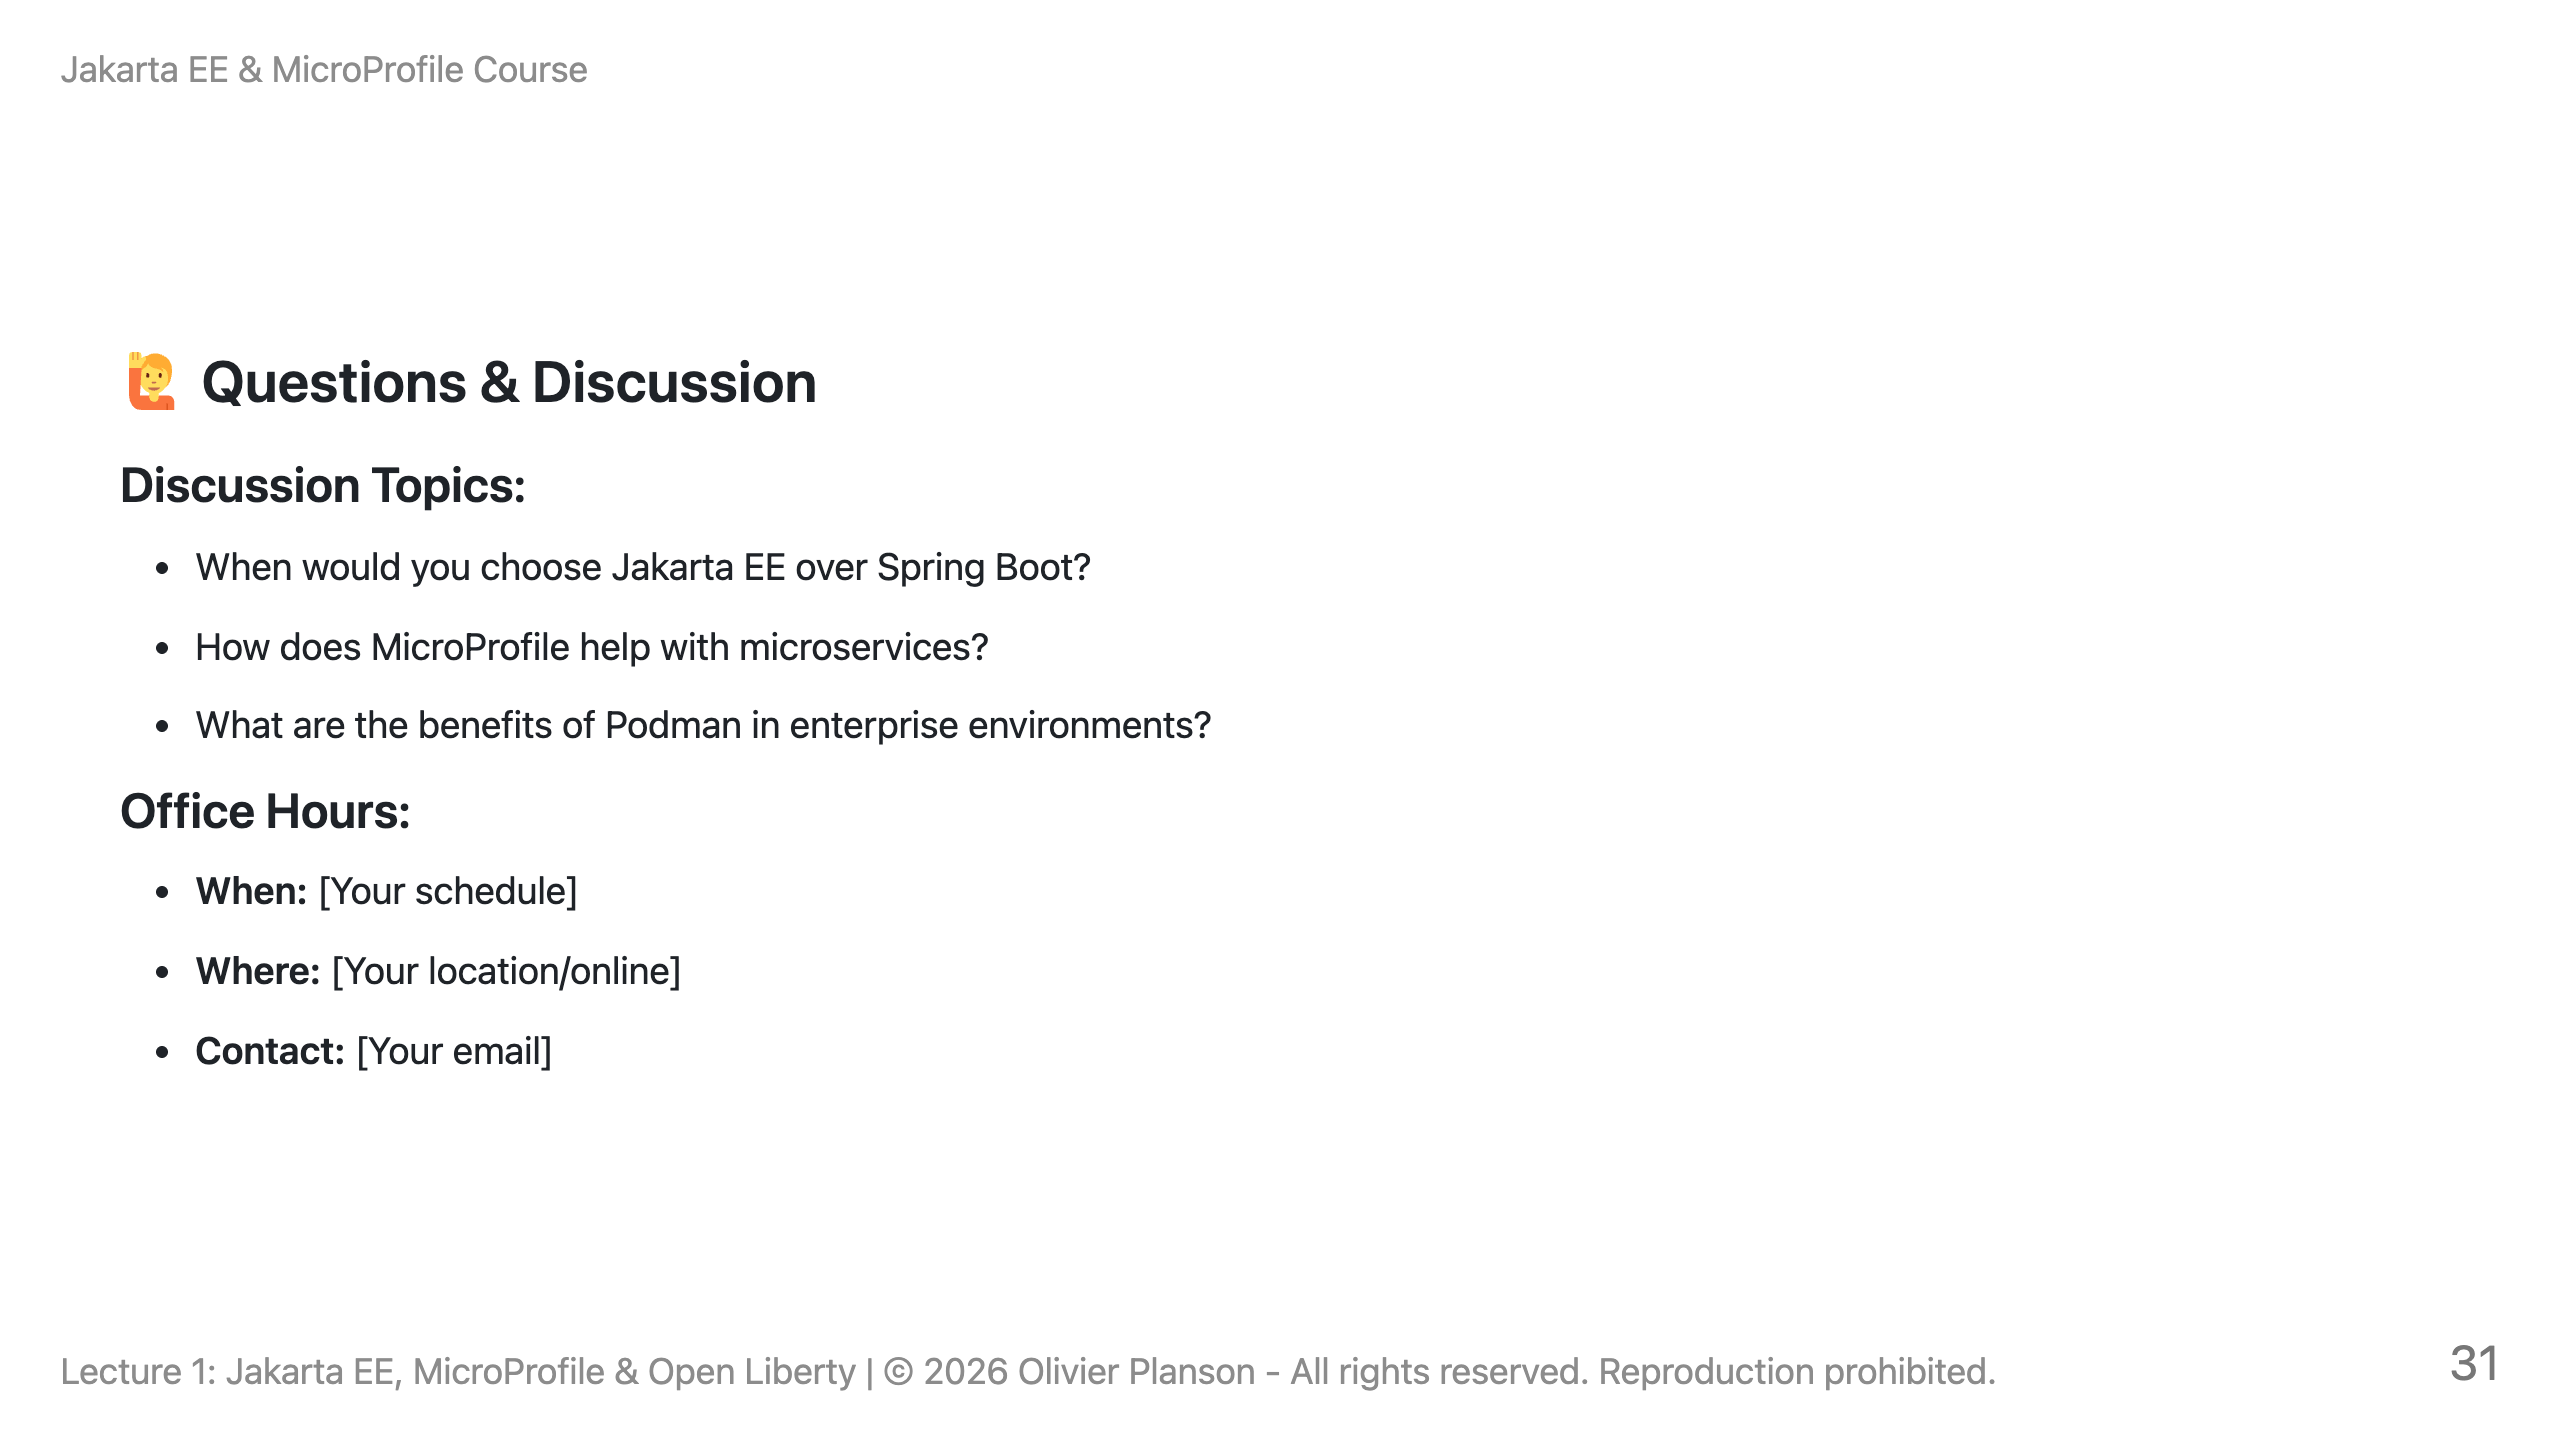 Jakarta EE & MicroProfile Course
🙋 Questions & Discussion
Discussion Topics:
• When would you choose Jakarta EE over Spring Boot?
• How does MicroProfile help with microservices?
• What are the benefits of Podman in enterprise environments?
Office Hours:
• When: [Your schedule]
• Where: [Your location/online]
• Contact: [Your email]
Lecture 1: Jakarta EE, MicroProfile & Open Liberty | © 2026 Olivier Planson - All rights reserved. Reproduction prohibited.
31